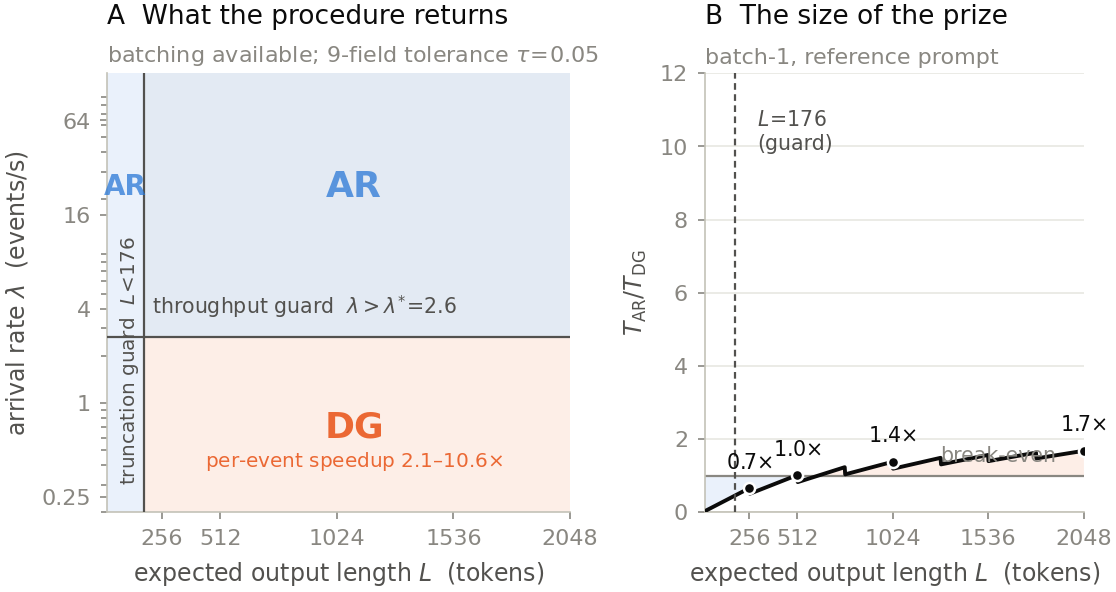 A What the procedure returns
batching available; 9-field tolerance τ=0.05
arrival rate λ (events/s)
64
16
4
1
0.25
AR
AR
truncation guard L<176
throughput guard λ>λ*=2.6
DG
per-event speedup 2.1–10.6×
256 512 1024 1536 2048
expected output length L (tokens)
B The size of the prize
batch-1, reference prompt
T_AR/T_DG
12
10
8
6
4
2
0
L=176
(guard)
0.7×
1.0×
1.4×
1.7×
break-even
256 512 1024 1536 2048
expected output length L (tokens)